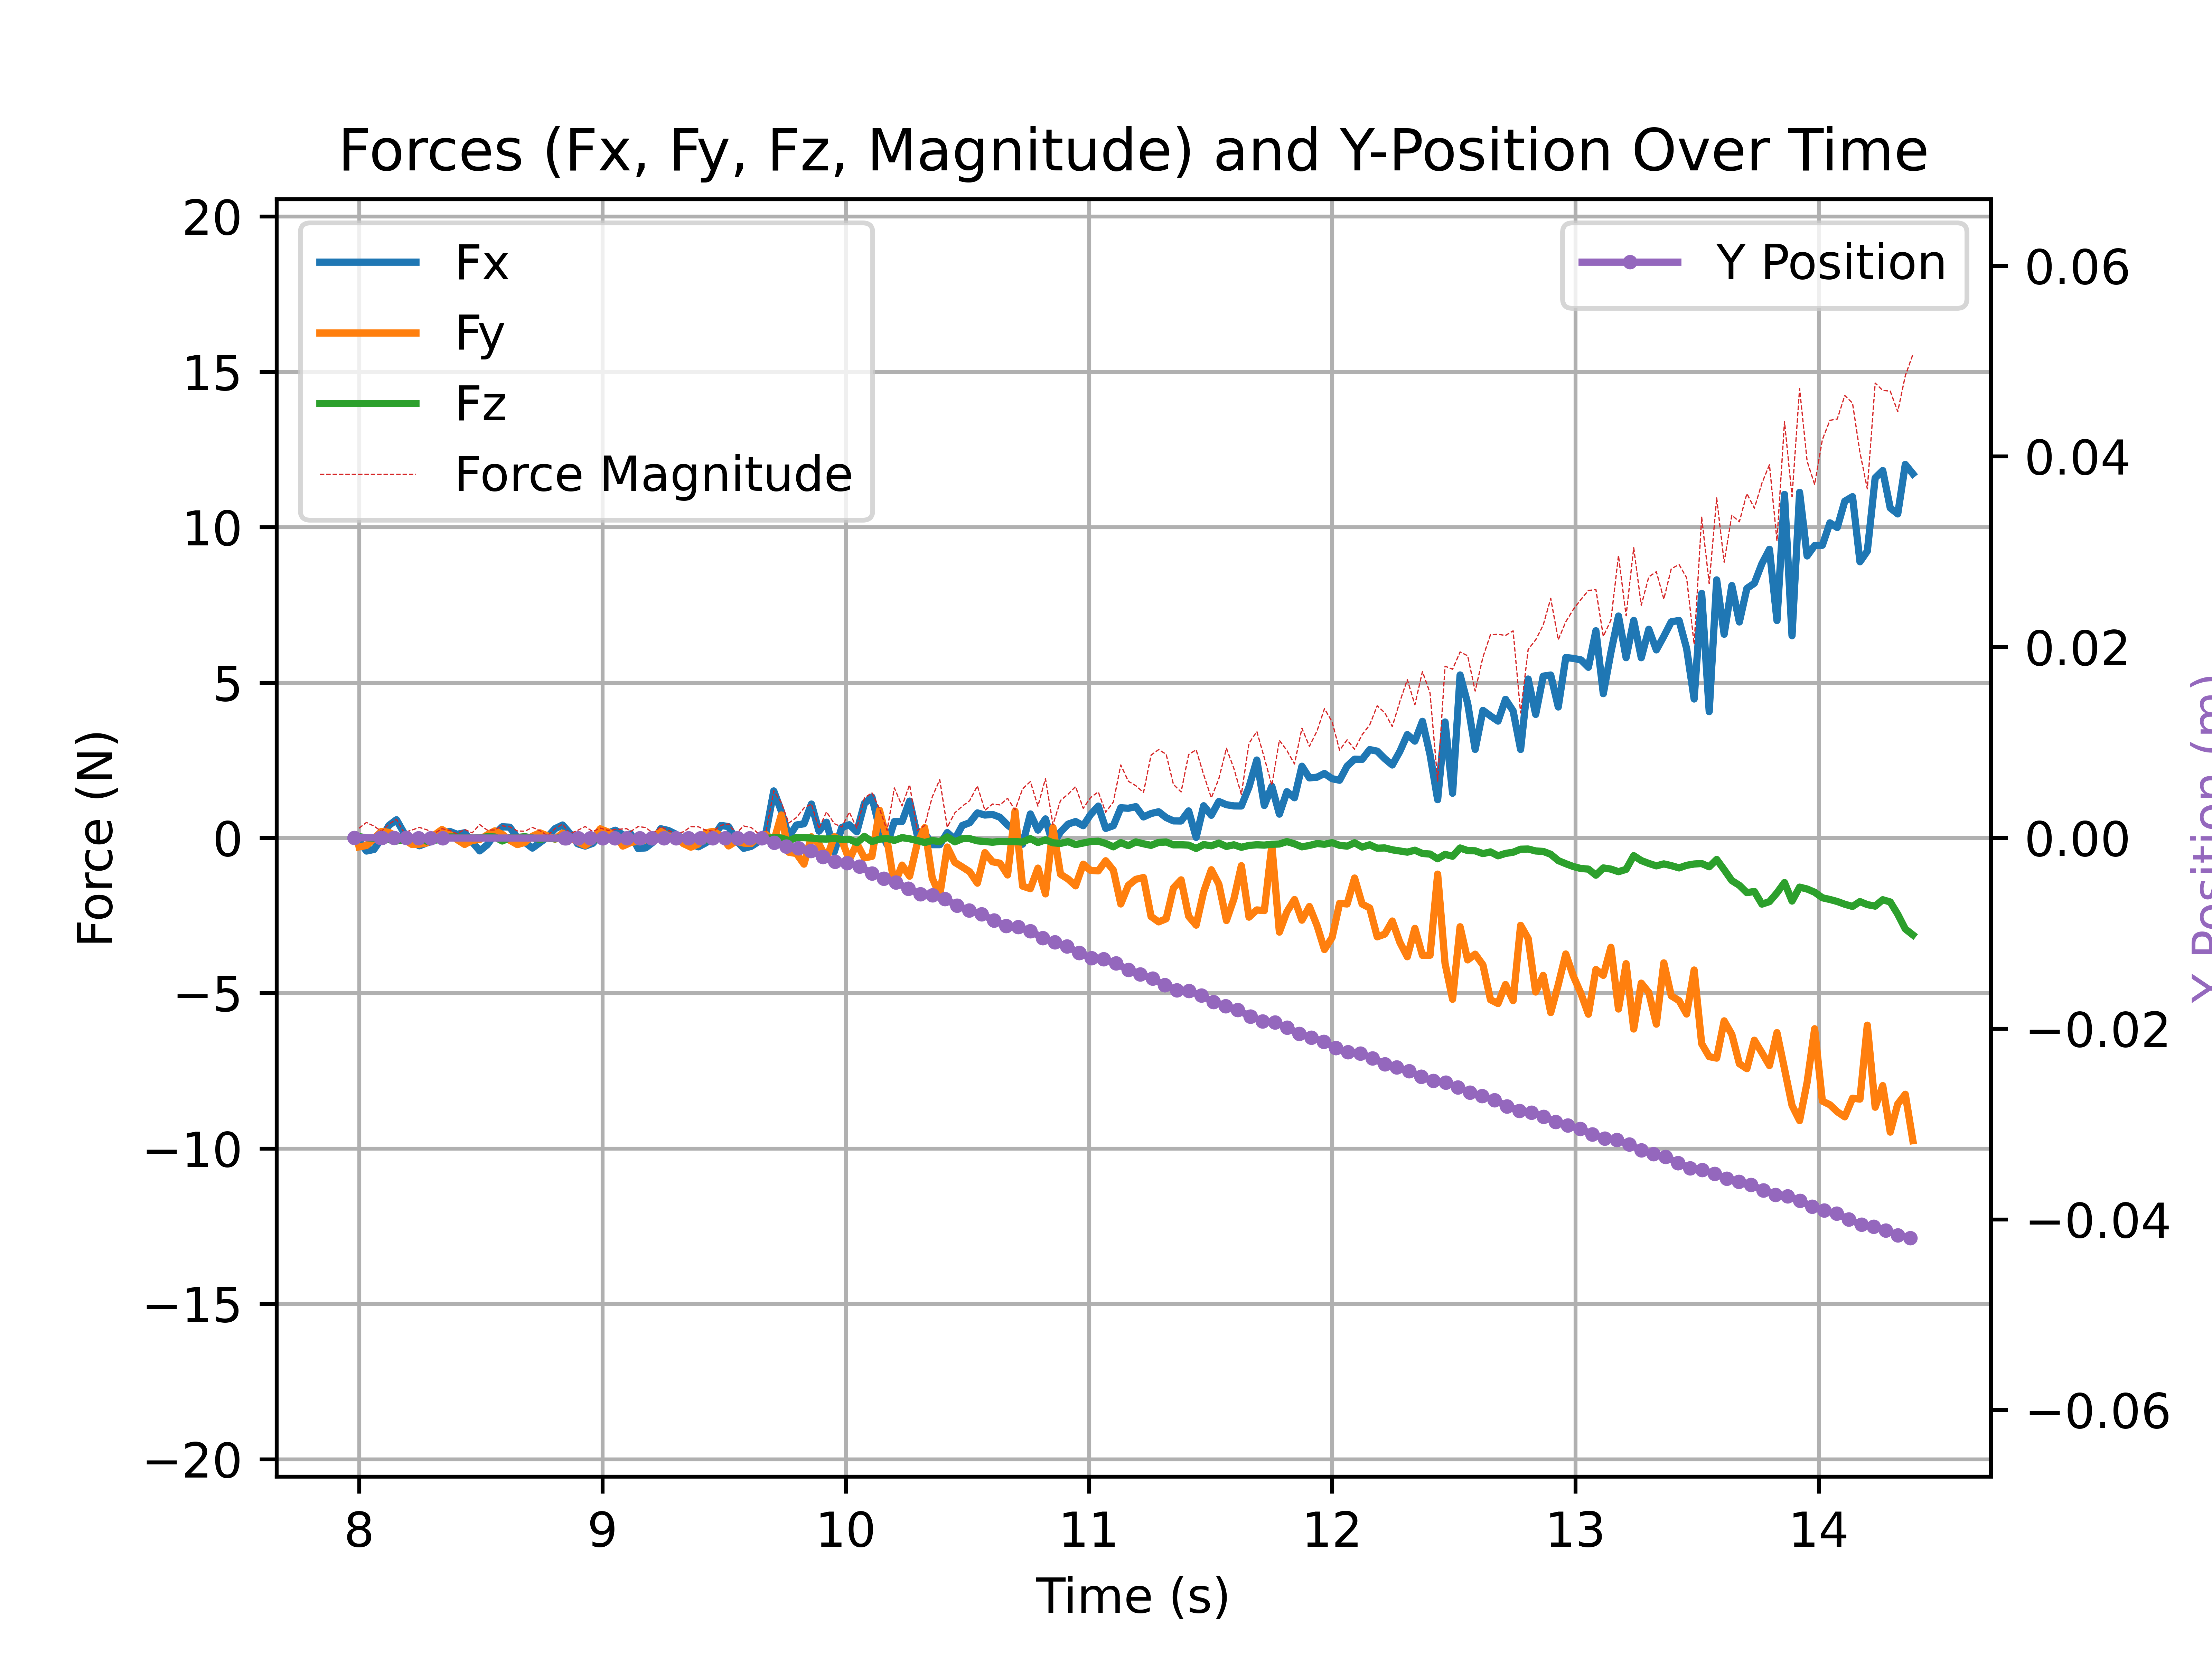 Forces (Fx, Fy, Fz, Magnitude) and Y-Position Over Time
Fx
Fy
Fz
Force Magnitude
Y Position
20
15
10
5
0
−5
−10
−15
−20
Force (N)
0.06
0.04
0.02
0.00
−0.02
−0.04
−0.06
Y Position (m)
8 9 10 11 12 13 14
Time (s)